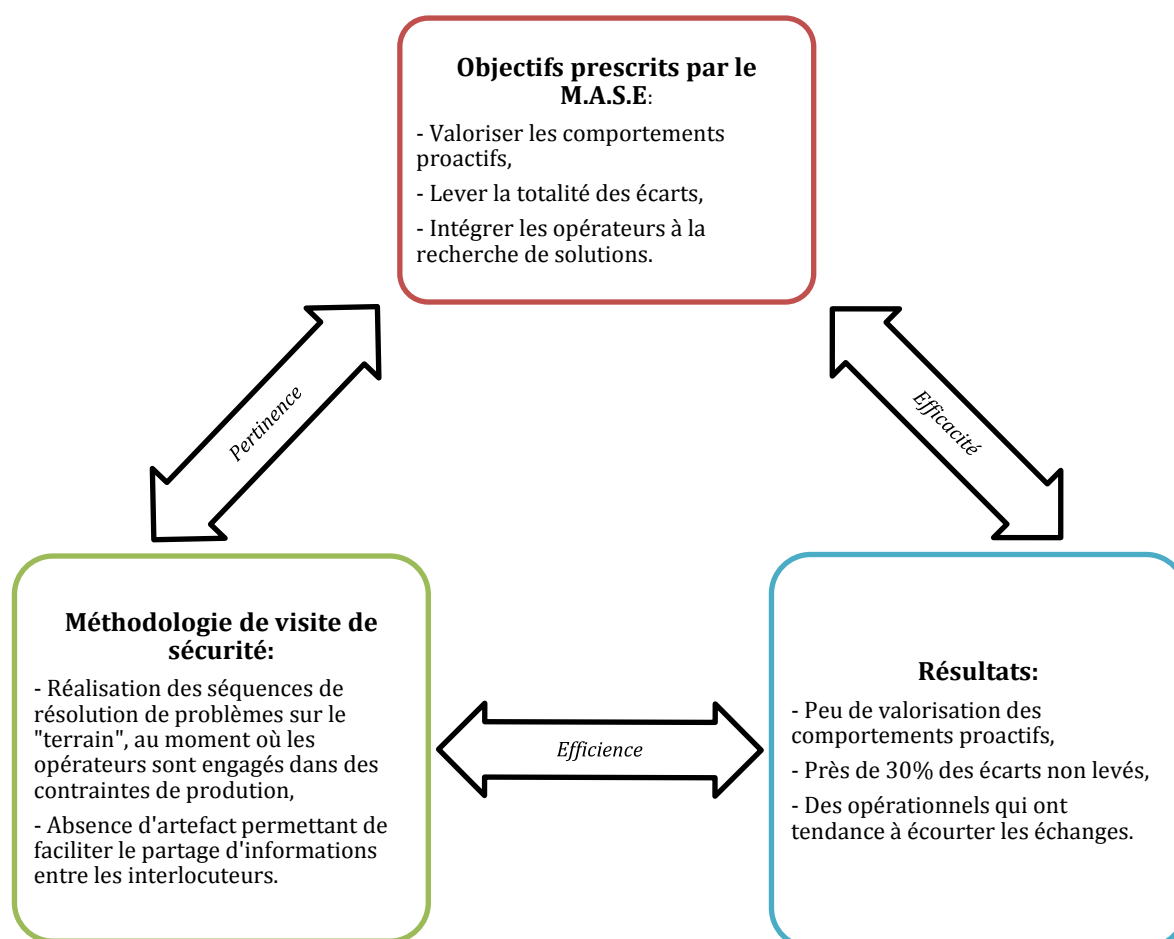 Objectifs prescrits par le
M.A.S.E:
- Valoriser les comportements
proactifs,
- Lever la totalité des écarts,
- Intégrer les opérateurs à la
recherche de solutions.
Pertinence
Efficacité
Méthodologie de visite de
sécurité:
- Réalisation des séquences de
résolution de problèmes sur le
"terrain", au moment où les
opérateurs sont engagés dans des
contraintes de prodution,
- Absence d'artefact permettant de
faciliter le partage d'informations
entre les interlocuteurs.
Efficience
Résultats:
- Peu de valorisation des
comportements proactifs,
- Près de 30% des écarts non levés,
- Des opérationnels qui ont
tendance à écourter les échanges.